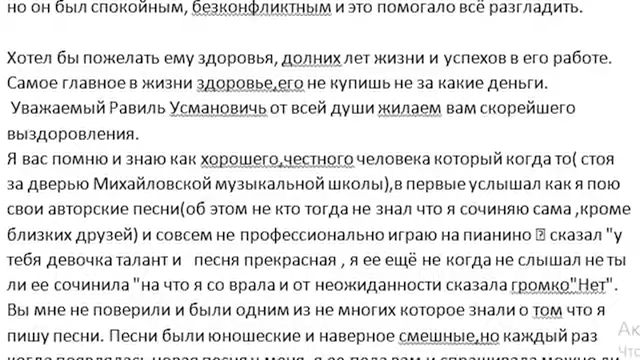 но он был спокойным, безконфликтным и это помогало всё разгладить.
Хотел бы пожелать ему здоровья, долних лет жизни и успехов в его работе.
Самое главное в жизни здоровье,его не купишь не за какие деньги.
Уважаемый Равиль Усмановичь от всей души жилаем вам скорейшего
выздоровления.
Я вас помню и знаю как хорошего,честного человека который когда то( стоя
за дверью Михайловской музыкальной школы),в первые услышал как я пою
свои авторские песни(об этом не кто тогда не знал что я сочиняю сама ,кроме
близких друзей) и совсем не профессионально играю на пианино сказал "у
тебя девочка талант и песня прекрасная , я ее ещё не когда не слышал не ты
ли ее сочинила "на что я со врала и от неожиданности сказала громко"Нет".
Вы мне не поверили и были одним из не многих которое знали о том что я
пишу песни. Песни были юношеские и наверное смешные,но каждый раз